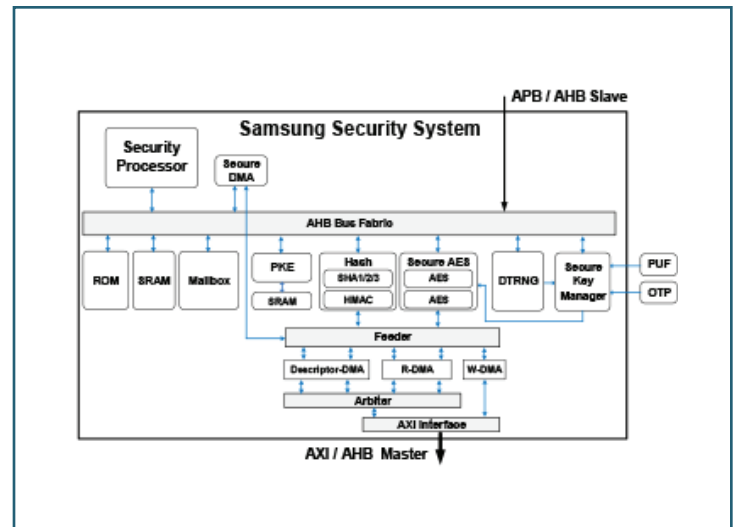 APB / AHB Slave
Samsung Security System
Security
Processor
Secure
DMA
AHB Bus Fabric
ROM
SRAM
Mailbox
PKE
SRAM
Hash
SHA1/2/3
HMAC
Secure AES
AES
AES
DTRNG
Secure
Key
Manager
PUF
OTP
Feeder
Descriptor-DMA
R-DMA
W-DMA
Arbiter
AXI Interface
AXI / AHB Master